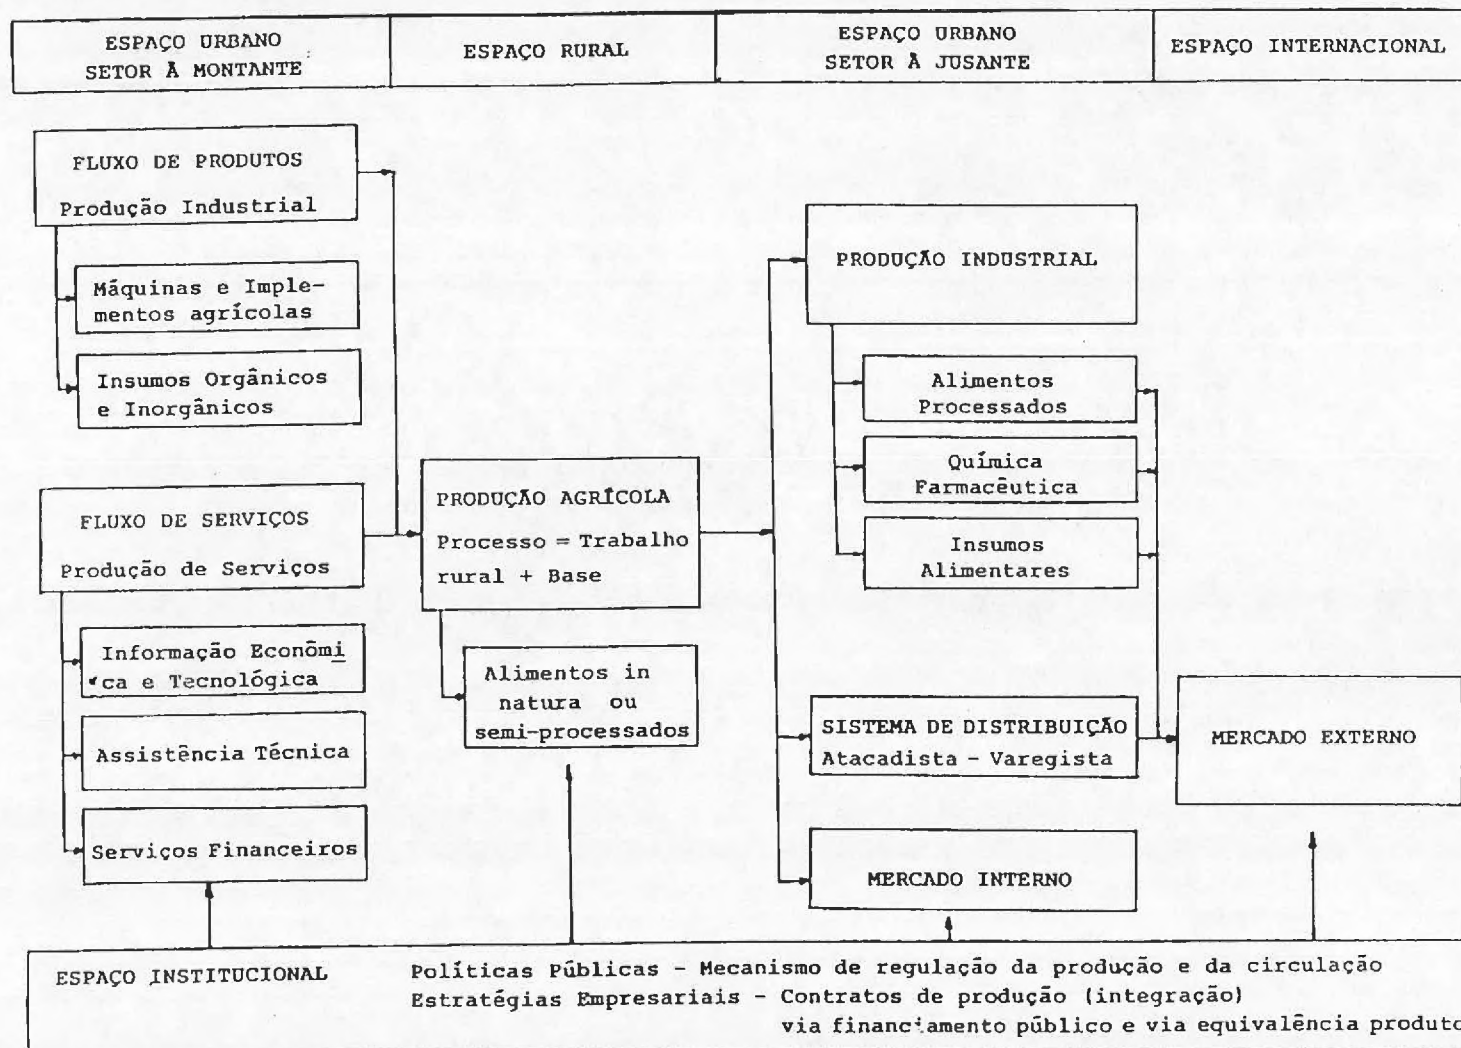 ESPAÇO URBANO
SETOR À MONTANTE
ESPAÇO RURAL
ESPAÇO URBANO
SETOR À JUSANTE
ESPAÇO INTERNACIONAL
FLUXO DE PRODUTOS
Produção Industrial
Máquinas e Imple-
mentos agrícolas
Insumos Orgânicos
e Inorgânicos
FLUXO DE SERVIÇOS
Produção de Serviços
Informação Econômi
ca e Tecnológica
Assistência Técnica
Serviços Financeiros
PRODUÇÃO AGRÍCOLA
Processo = Trabalho
rural + Base
Alimentos in
natura ou
semi-processados
PRODUÇÃO INDUSTRIAL
Alimentos
Processados
Química
Farmacêutica
Insumos
Alimentares
SISTEMA DE DISTRIBUIÇÃO
Atacadista - Varegista
MERCADO INTERNO
MERCADO EXTERNO
ESPAÇO INSTITUCIONAL
Políticas Públicas - Mecanismo de regulação da produção e da circulação
Estratégias Empresariais - Contratos de produção (integração)
via financiamento público e via equivalência produto